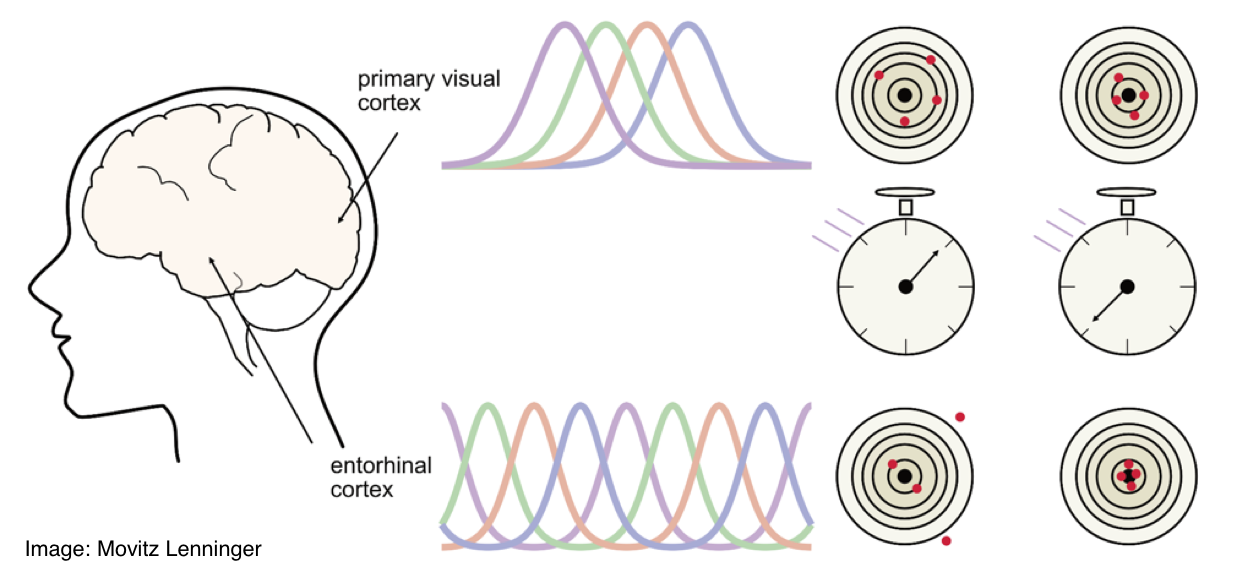 primary visual
cortex
entorhinal
cortex
Image: Movitz Lenninger